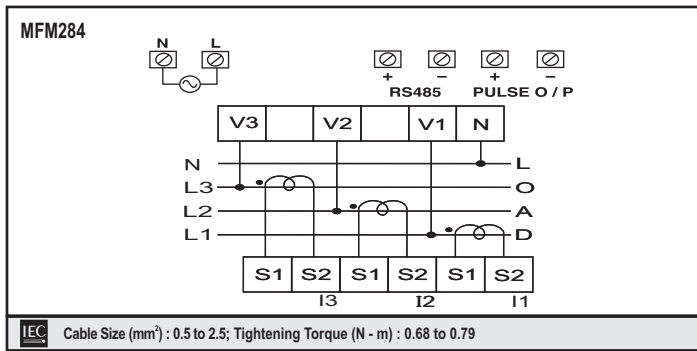 MFM284
N L
+ − + −
RS485 PULSE O / P
V3 V2 V1 N
N L
L3 O
L2 A
L1 D
S1 S2 S1 S2 S1 S2
I3 I2 I1
IEC Cable Size (mm²) : 0.5 to 2.5; Tightening Torque (N - m) : 0.68 to 0.79